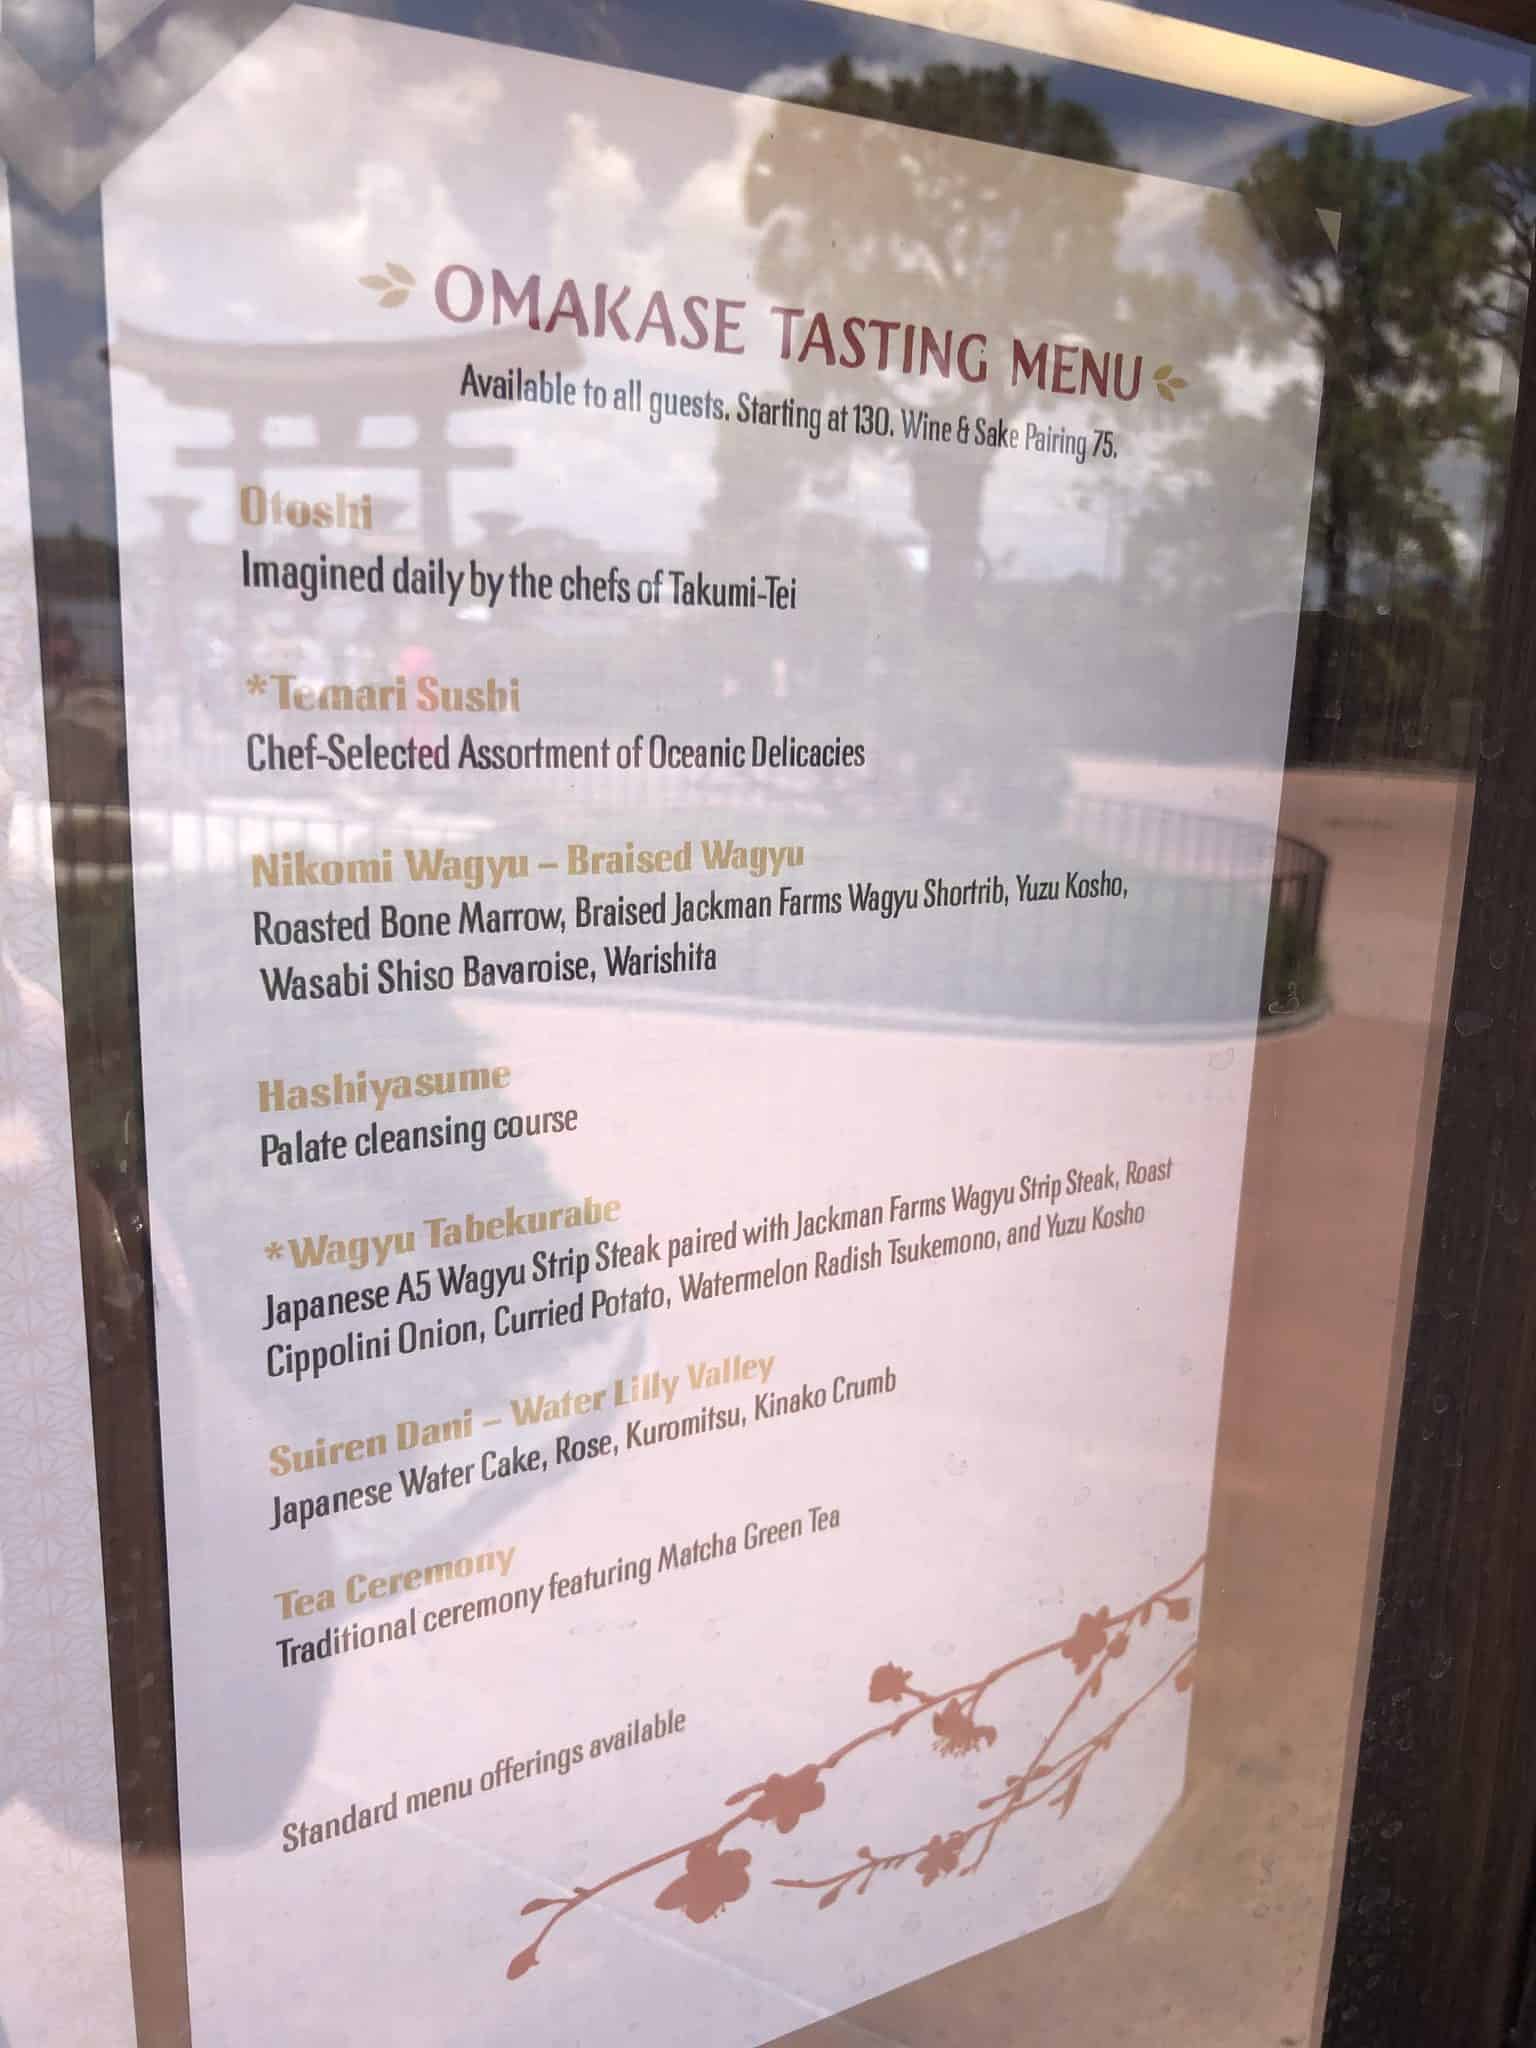 OMAKASE TASTING MENU
Available to all guests. Starting at 130. Wine & Sake Pairing 75.
Otoshi
Imagined daily by the chefs of Takumi-Tei
*Temari Sushi
Chef-Selected Assortment of Oceanic Delicacies
Nikomi Wagyu – Braised Wagyu
Roasted Bone Marrow, Braised Jackman Farms Wagyu Shortrib, Yuzu Kosho,
Wasabi Shiso Bavaroise, Warishita
Hashiyasume
Palate cleansing course
*Wagyu Tabekurabe
Japanese A5 Wagyu Strip Steak paired with Jackman Farms Wagyu Strip Steak, Roast
Cippolini Onion, Curried Potato, Watermelon Radish Tsukemono, and Yuzu Kosho
Suiren Dani – Water Lilly Valley
Japanese Water Cake, Rose, Kuromitsu, Kinako Crumb
Tea Ceremony
Traditional ceremony featuring Matcha Green Tea
Standard menu offerings available